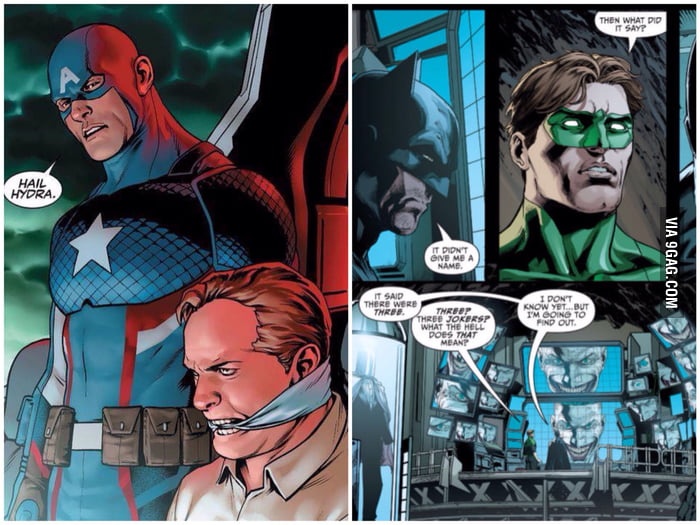 A
HAIL
HYDRA.
THEN WHAT DID
IT SAY?
IT DIDN'T
GIVE ME A
NAME.
IT SAID
THERE WERE
THREE.
THREE?
THREE JOKERS?
WHAT THE HELL
DOES THAT
MEAN?
I DON'T
KNOW YET...BUT
I'M GOING TO
FIND OUT.
VIA 9GAG.COM